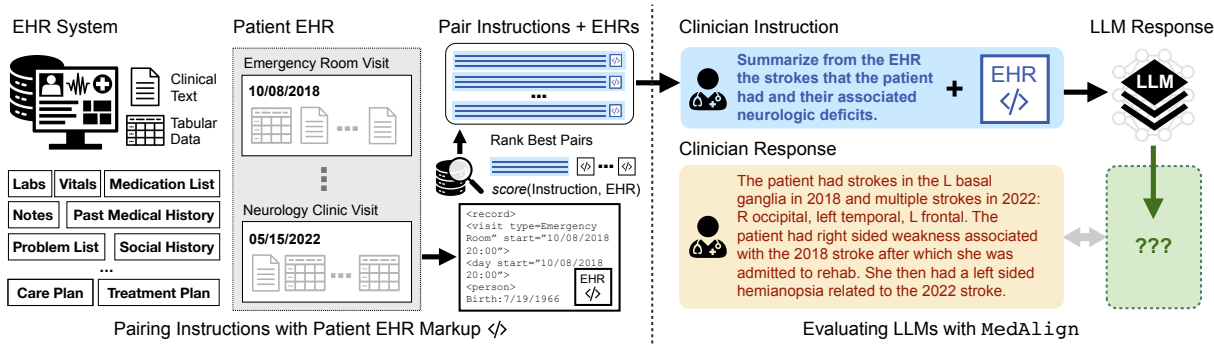 EHR System
Clinical
Text
Tabular
Data
Labs
Vitals
Medication List
Notes
Past Medical History
Problem List
Social History
...
Care Plan
Treatment Plan
Patient EHR
Emergency Room Visit
10/08/2018
...
Neurology Clinic Visit
05/15/2022
...
Pair Instructions + EHRs
</>
</>
...
</>
Rank Best Pairs
</> ... </>
score(Instruction, EHR)
<record>
<visit type=Emergency
Room” start=”10/08/2018
20:00”>
<day start=”10/08/2018
20:00”>
<person>
Birth:7/19/1966
EHR
</>
Pairing Instructions with Patient EHR Markup </>
Clinician Instruction
Summarize from the EHR
the strokes that the patient
had and their associated
neurologic deficits.
+
EHR
</>
LLM Response
LLM
Clinician Response
The patient had strokes in the L basal
ganglia in 2018 and multiple strokes in 2022:
R occipital, left temporal, L frontal. The
patient had right sided weakness associated
with the 2018 stroke after which she was
admitted to rehab. She then had a left sided
hemianopsia related to the 2022 stroke.
???
Evaluating LLMs with MedAlign